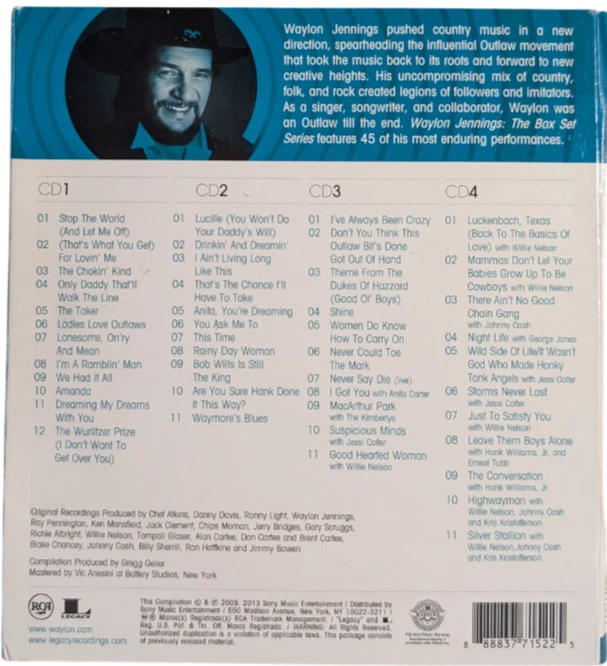 Waylon Jennings pushed country music in a new
direction, spearheading the influential Outlaw movement
that took the music back to its roots and forward to new
creative heights. His uncompromising mix of country,
folk, and rock created legions of followers and imitators.
As a singer, songwriter, and collaborator, Waylon was
an Outlaw till the end. Waylon Jennings: The Box Set
Series features 45 of his most enduring performances.
CD1
01 Stop The World
(And Let Me Off)
02 (That's What You Get)
For Lovin' Me
03 The Chokin' Kind
04 Only Daddy That'll
Walk The Line
05 The Taker
06 Ladies Love Outlaws
07 Lonesome, On'ry
And Mean
08 I'm A Ramblin' Man
09 We Had It All
10 Amanda
11 Dreaming My Dreams
With You
12 The Wurlitzer Prize
(I Don't Want To
Get Over You)
CD2
01 Lucille (You Won't Do
Your Daddy's Will)
02 Drinkin' And Dreamin'
03 I Ain't Living Long
Like This
04 That's The Chance I'll
Have To Take
05 Anita, You're Dreaming
06 You Ask Me To
07 This Time
08 Rainy Day Woman
09 Bob Wills Is Still
The King
10 Are You Sure Hank Done
It This Way?
11 Waymore's Blues
CD3
01 I've Always Been Crazy
02 Don't You Think This
Outlaw Bit's Done
Got Out Of Hand
03 Theme From The
Dukes Of Hazzard
(Good Ol' Boys)
04 Shine
05 Women Do Know
How To Carry On
06 Never Could Toe
The Mark
07 Never Say Die (live)
08 I Got You with Anita Carter
09 MacArthur Park
with The Kimberlys
10 Suspicious Minds
with Jessi Colter
11 Good Hearted Woman
with Willie Nelson
CD4
01 Luckenbach, Texas
(Back To The Basics Of
Love) with Willie Nelson
02 Mammas Don't Let Your
Babies Grow Up To Be
Cowboys with Willie Nelson
03 There Ain't No Good
Chain Gang
with Johnny Cash
04 Night Life with George Jones
05 Wild Side Of Life/It Wasn't
God Who Made Honky
Tonk Angels with Jessi Colter
06 Storms Never Last
with Jessi Colter
07 Just To Satisfy You
with Willie Nelson
08 Leave Them Boys Alone
with Hank Williams, Jr. and
Ernest Tubb
09 The Conversation
with Hank Williams, Jr.
10 Highwayman with
Willie Nelson, Johnny Cash
and Kris Kristofferson
11 Silver Stallion with
Willie Nelson, Johnny Cash
and Kris Kristofferson
Original Recordings Produced by Chet Atkins, Danny Davis, Ronny Light, Waylon Jennings,
Ray Pennington, Ken Mansfield, Jack Clement, Chips Moman, Jerry Bridges, Gary Scruggs,
Richie Albright, Willie Nelson, Tompall Glaser, Alan Cartee, Don Cartee and Brent Cartee,
Blake Chancey, Johnny Cash, Billy Sherrill, Ron Haffkine and Jimmy Bowen
Compilation Produced by Gregg Geller
Mastered by Vic Anesini at Battery Studios, New York
RCA
LEGACY
www.waylon.com
www.legacyrecordings.com
This Compilation © & ℗ 2009, 2013 Sony Music Entertainment / Distributed by
Sony Music Entertainment / 550 Madison Avenue, New York, NY 10022-3211 /
Marca(s) Registrada(s) RCA Trademark Management. / "Legacy" and L,
Reg. U.S. Pat. & Tm. Off. Marca Registrada. / WARNING: All Rights Reserved.
Unauthorized duplication is a violation of applicable laws. This package consists
of previously released material.
8 88837 71522 5